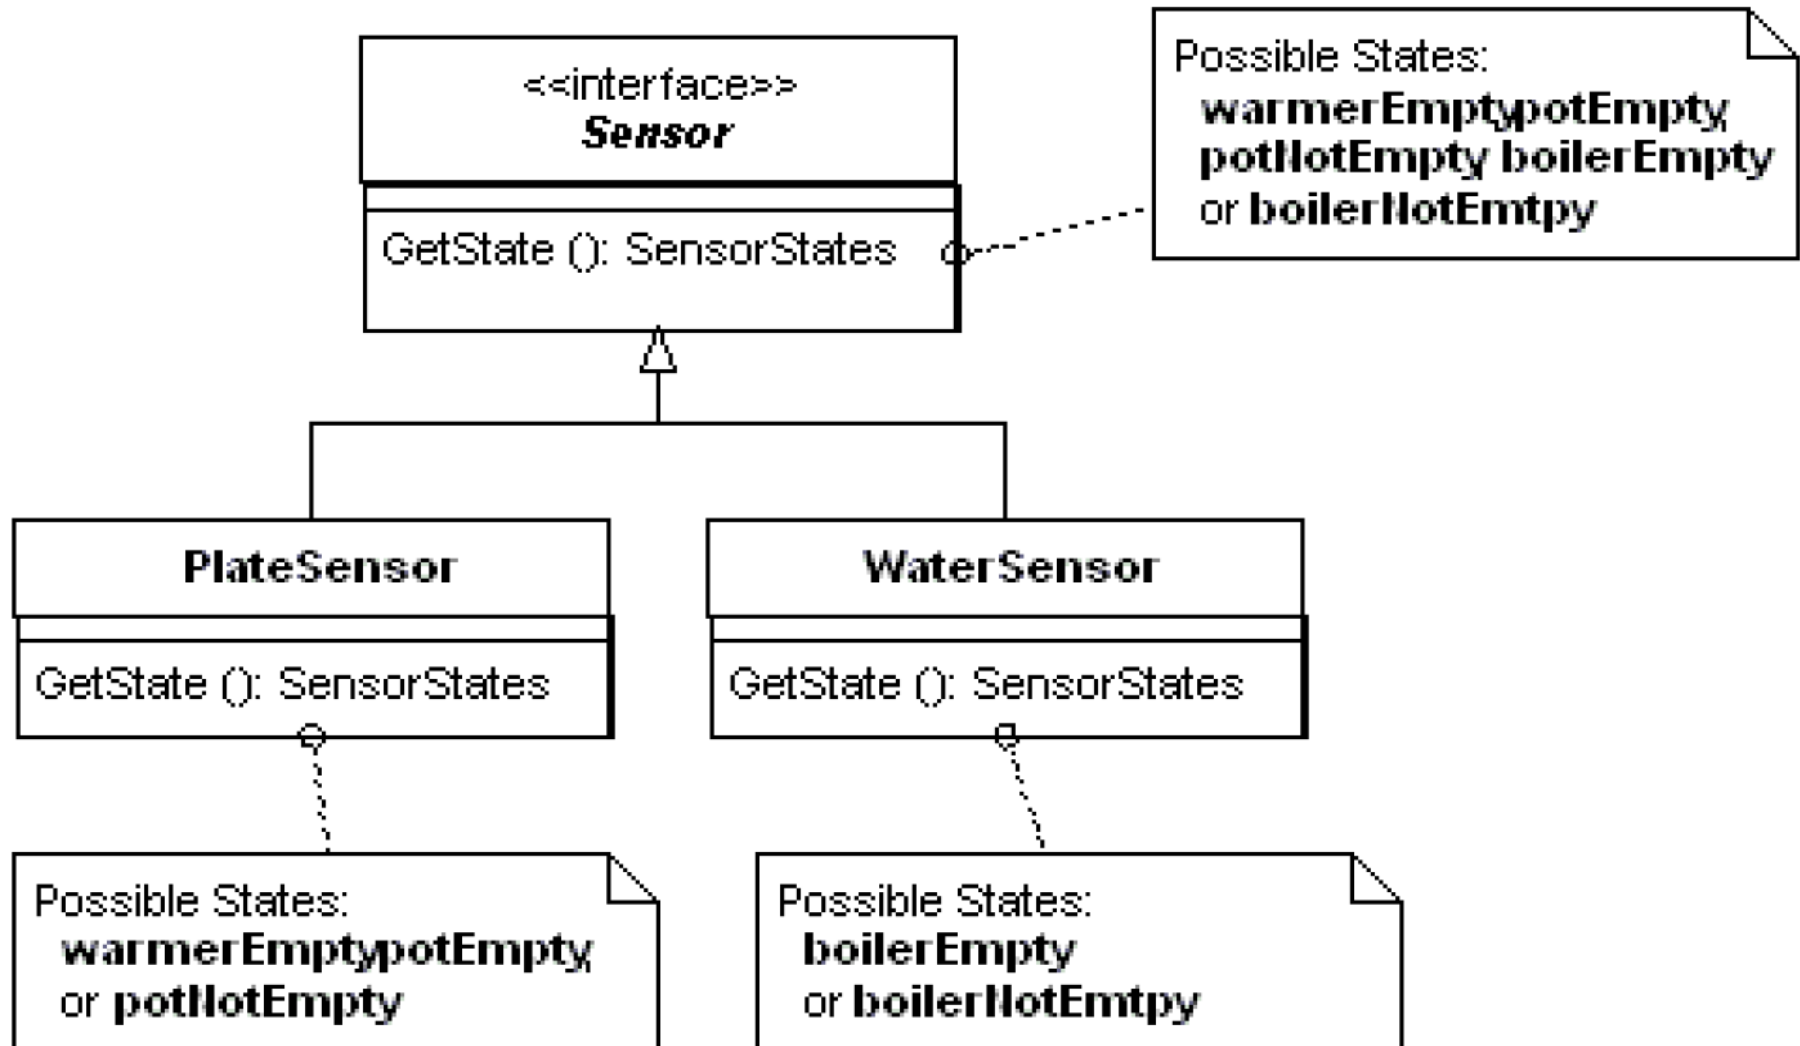 <<interface>>
Sensor
GetState (): SensorStates
Possible States:
warmerEmptypotEmpty,
potNotEmpty boilerEmpty
or boilerNotEmtpy
PlateSensor
GetState (): SensorStates
WaterSensor
GetState (): SensorStates
Possible States:
warmerEmptypotEmpty,
or potNotEmpty
Possible States:
boilerEmpty
or boilerNotEmtpy